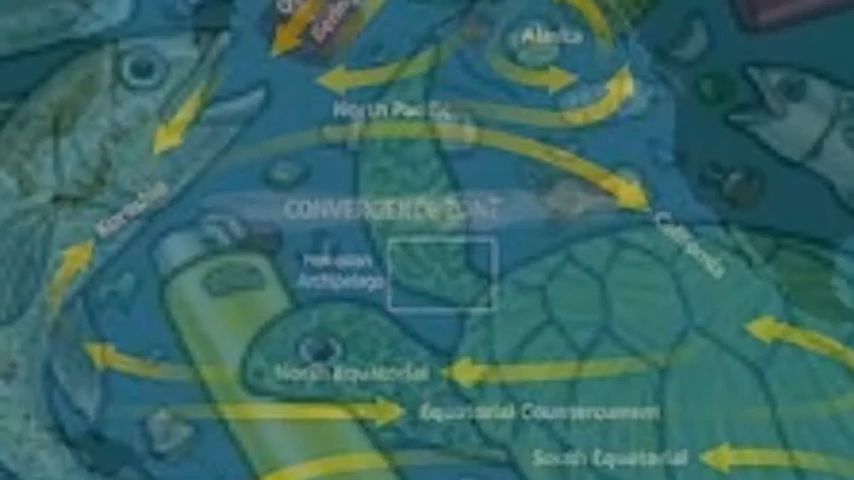 Alaska
North Pacific
Kuroshio
CONVERGENCE ZONE
California
Hawaiian
Archipelago
North Equatorial
Equatorial Countercurrent
South Equatorial